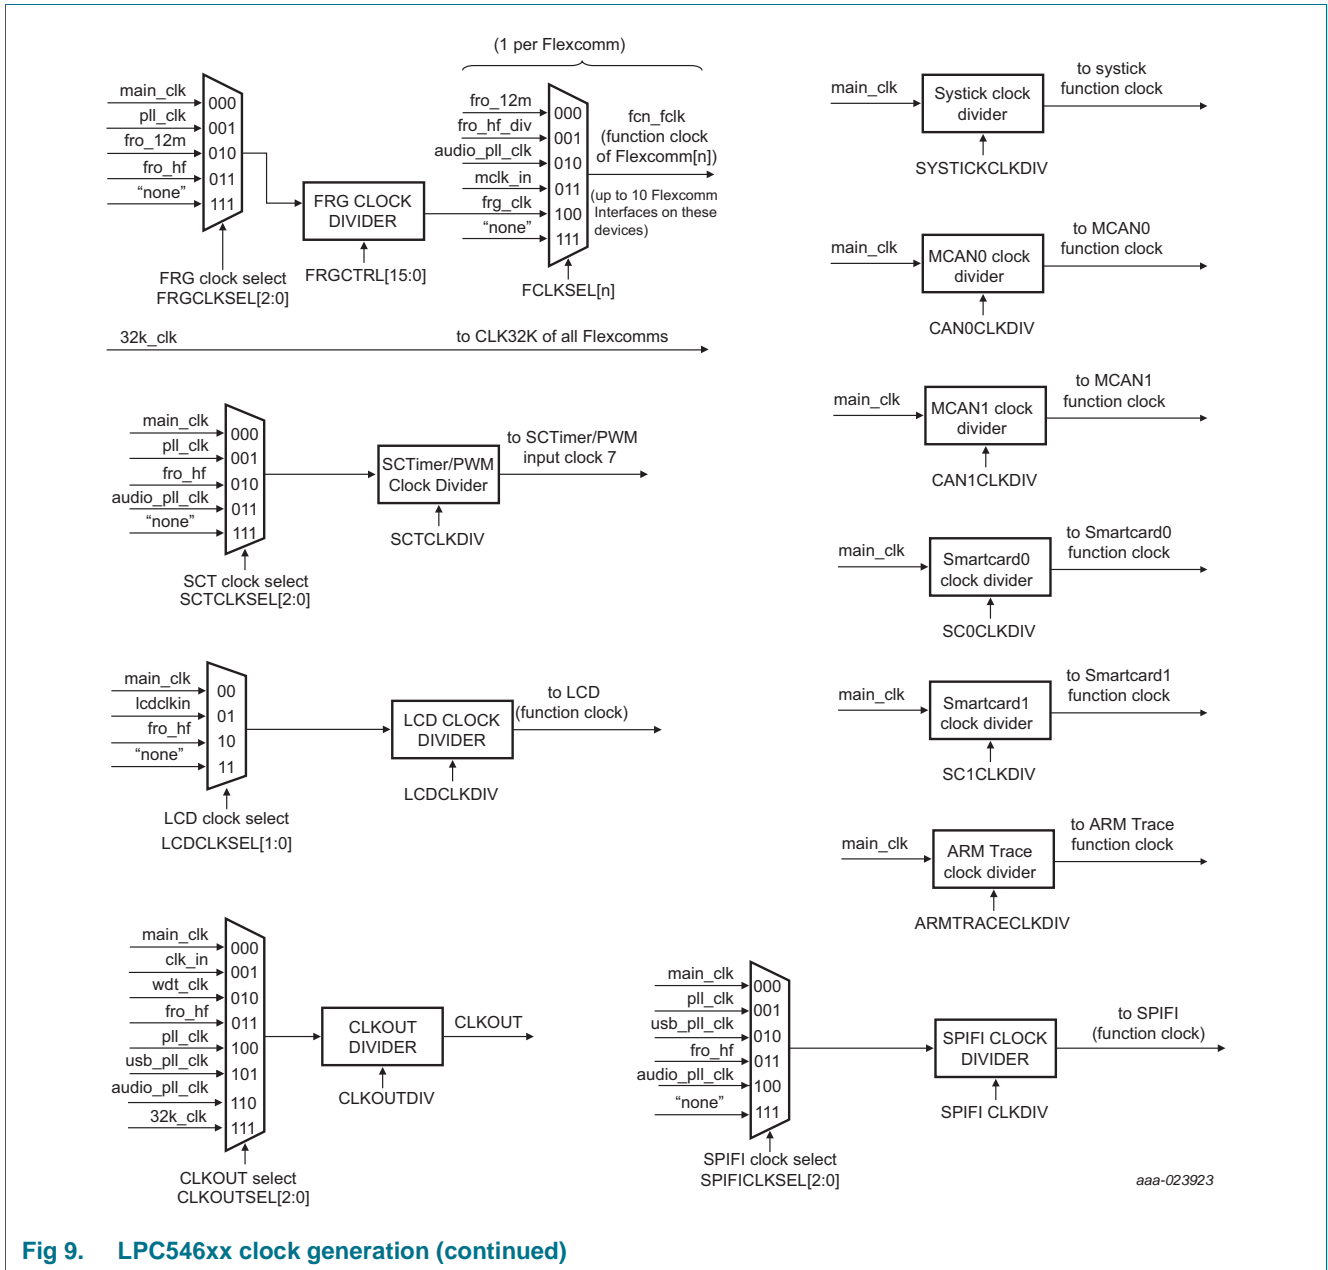 (1 per Flexcomm)
main_clk
pll_clk
fro_12m
fro_hf
“none”
000
001
010
011
111
FRG clock select
FRGCLKSEL[2:0]
FRG CLOCK
DIVIDER
FRGCTRL[15:0]
fro_12m
fro_hf_div
audio_pll_clk
mclk_in
frg_clk
“none”
000
001
010
011
100
111
FCLKSEL[n]
fcn_fclk
(function clock
of Flexcomm[n])
(up to 10 Flexcomm
Interfaces on these
devices)
32k_clk
to CLK32K of all Flexcomms
main_clk
pll_clk
fro_hf
audio_pll_clk
“none”
000
001
010
011
111
SCT clock select
SCTCLKSEL[2:0]
SCTimer/PWM
Clock Divider
SCTCLKDIV
to SCTimer/PWM
input clock 7
main_clk
lcdclkin
fro_hf
“none”
00
01
10
11
LCD clock select
LCDCLKSEL[1:0]
LCD CLOCK
DIVIDER
LCDCLKDIV
to LCD
(function clock)
main_clk
clk_in
wdt_clk
fro_hf
pll_clk
usb_pll_clk
audio_pll_clk
32k_clk
000
001
010
011
100
101
110
111
CLKOUT select
CLKOUTSEL[2:0]
CLKOUT
DIVIDER
CLKOUTDIV
CLKOUT
main_clk
Systick clock
divider
SYSTICKCLKDIV
to systick
function clock
main_clk
MCAN0 clock
divider
CAN0CLKDIV
to MCAN0
function clock
main_clk
MCAN1 clock
divider
CAN1CLKDIV
to MCAN1
function clock
main_clk
Smartcard0
clock divider
SC0CLKDIV
to Smartcard0
function clock
main_clk
Smartcard1
clock divider
SC1CLKDIV
to Smartcard1
function clock
main_clk
ARM Trace
clock divider
ARMTRACECLKDIV
to ARM Trace
function clock
main_clk
pll_clk
usb_pll_clk
fro_hf
audio_pll_clk
“none”
000
001
010
011
100
111
SPIFI clock select
SPIFICLKSEL[2:0]
SPIFI CLOCK
DIVIDER
SPIFI CLKDIV
to SPIFI
(function clock)
aaa-023923
Fig 9. LPC546xx clock generation (continued)